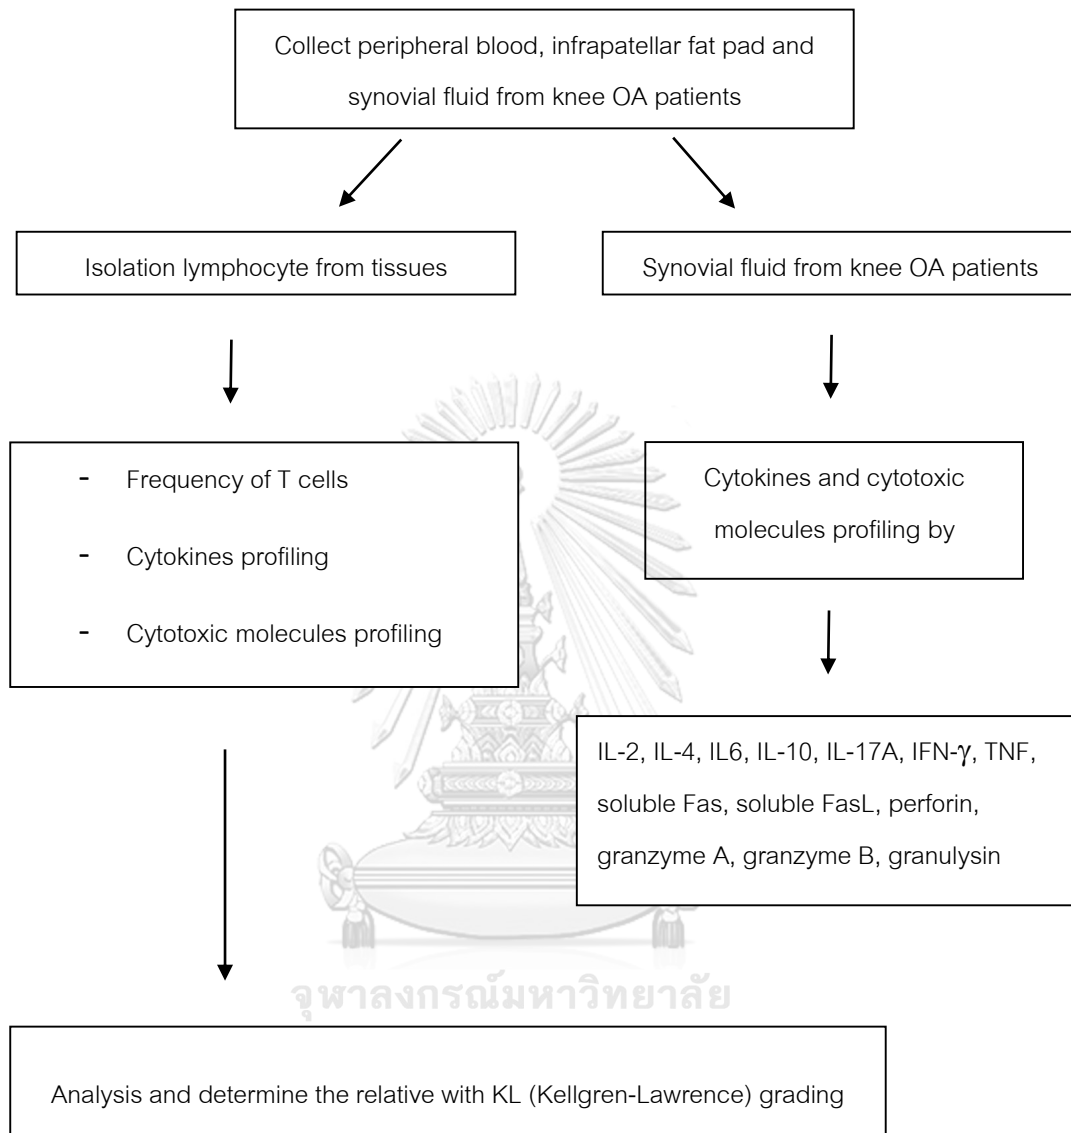 Collect peripheral blood, infrapatellar fat pad and
synovial fluid from knee OA patients
Isolation lymphocyte from tissues
Synovial fluid from knee OA patients
- Frequency of T cells
- Cytokines profiling
- Cytotoxic molecules profiling
Cytokines and cytotoxic
molecules profiling by
IL-2, IL-4, IL6, IL-10, IL-17A, IFN-γ, TNF,
soluble Fas, soluble FasL, perforin,
granzyme A, granzyme B, granulysin
จุฬาลงกรณ์มหาวิทยาลัย
Analysis and determine the relative with KL (Kellgren-Lawrence) grading